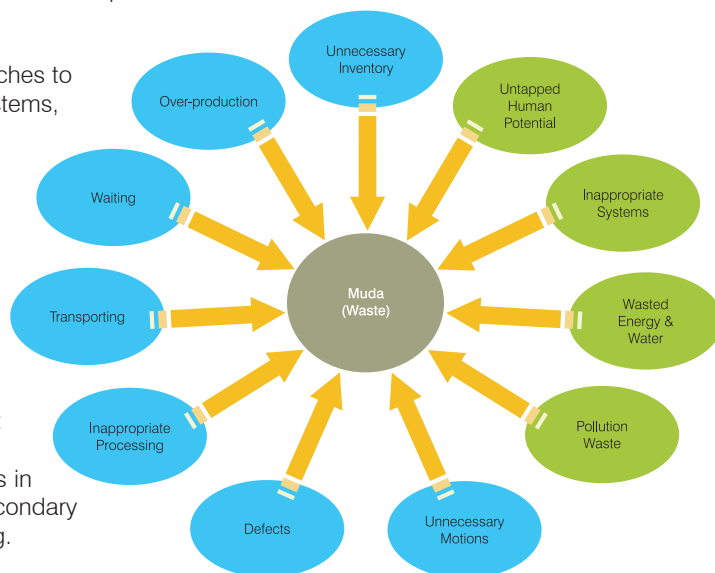 ches to
stems,
s in
condary
g.
Unnecessary
Inventory
Untapped
Human
Potential
Inappropriate
Systems
Wasted
Energy &
Water
Pollution
Waste
Unnecessary
Motions
Defects
Inappropriate
Processing
Transporting
Waiting
Over-production
Muda
(Waste)